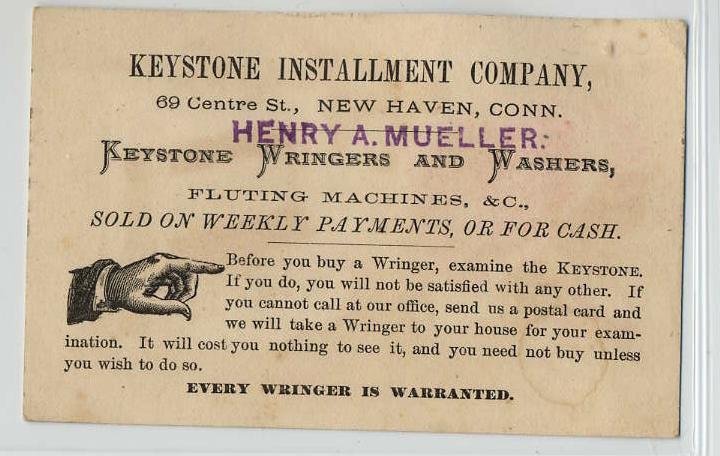 KEYSTONE INSTALLMENT COMPANY,
69 Centre St., NEW HAVEN, CONN.
HENRY A. MUELLER.
KEYSTONE WRINGERS AND WASHERS,
FLUTING MACHINES, &C.,
SOLD ON WEEKLY PAYMENTS, OR FOR CASH.
Before you buy a Wringer, examine the KEYSTONE.
If you do, you will not be satisfied with any other. If
you cannot call at our office, send us a postal card and
we will take a Wringer to your house for your exam-
ination. It will cost you nothing to see it, and you need not buy unless
you wish to do so.
EVERY WRINGER IS WARRANTED.